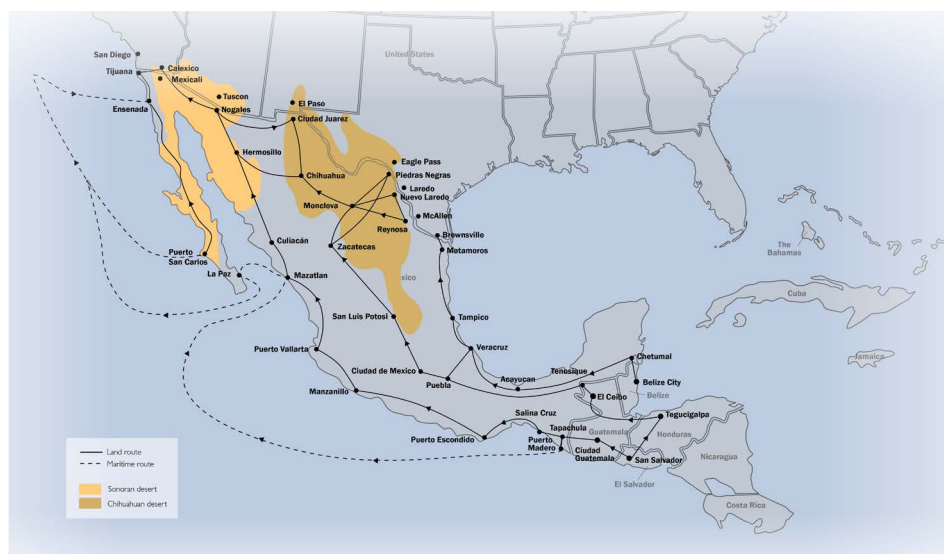 United States
San Diego
Calexico
Tijuana
Mexicali
Tuscon
Ensenada
Nogales
El Paso
Ciudad Juarez
Hermosillo
Eagle Pass
Chihuahua
Piedras Negras
Laredo
Nuevo Laredo
Monclova
McAllen
Reynosa
Brownsville
Culiacán
Zacatecas
Matamoros
Puerto
San Carlos
The
Bahamas
La Paz
Mazatlan
xico
Cuba
San Luis Potosi
Tampico
Puerto Vallarta
Veracruz
Chetumal
Jamaica
Ciudad de Mexico
Tenosique
Puebla
Acayucan
Belize City
Manzanillo
El Ceibo
Belize
Salina Cruz
Tegucigalpa
Tapachula
Guatemala
Honduras
Puerto Escondido
Puerto
Madero
Ciudad
Guatemala
San Salvador
Nicaragua
El Salvador
Costa Rica
Land route
Maritime route
Sonoran desert
Chihuahuan desert